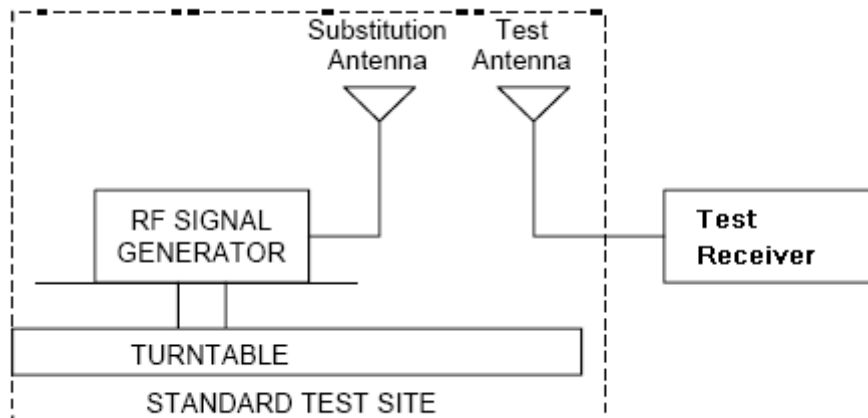 Substitution
Antenna
Test
Antenna
RF SIGNAL
GENERATOR
Test
Receiver
TURNTABLE
STANDARD TEST SITE